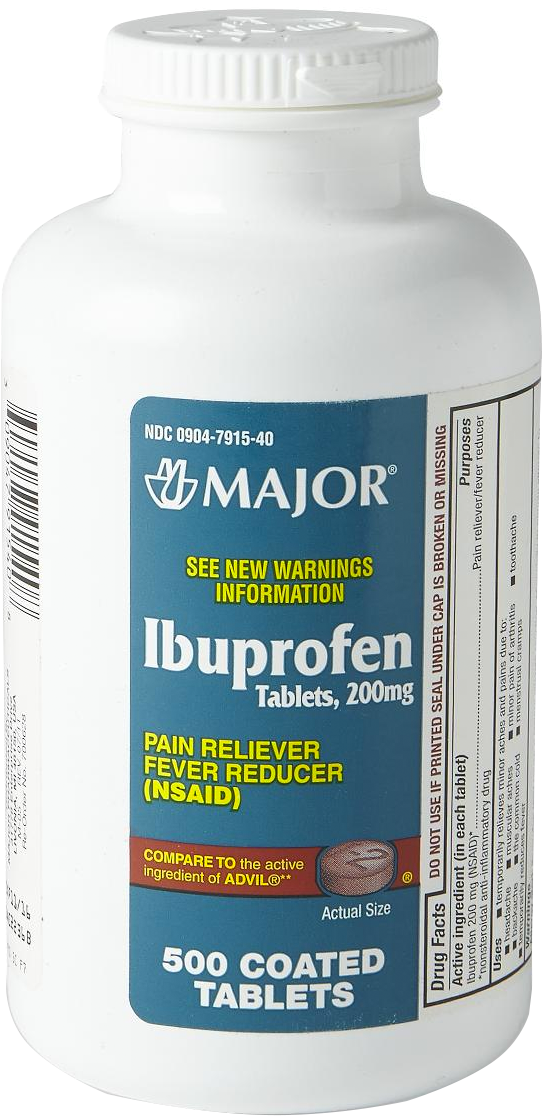 NDC 0904-7915-40
MAJOR®
SEE NEW WARNINGS
INFORMATION
Ibuprofen
Tablets, 200mg
PAIN RELIEVER
FEVER REDUCER
(NSAID)
COMPARE TO the active
ingredient of ADVIL®**
®
Actual Size
500 COATED
TABLETS
DO NOT USE IF PRINTED SEAL UNDER CAP IS BROKEN OR MISSING
Drug Facts
Active ingredient (in each tablet) Purposes
Ibuprofen 200 mg (NSAID)*..........Pain reliever/fever reducer
*nonsteroidal anti-inflammatory drug
Uses ■ temporarily relieves minor aches and pains due to:
■ headache ■ muscular aches ■ minor pain of arthritis ■ toothache
■ backache ■ the common cold ■ menstrual cramps
■ temporarily reduces fever
Warnings